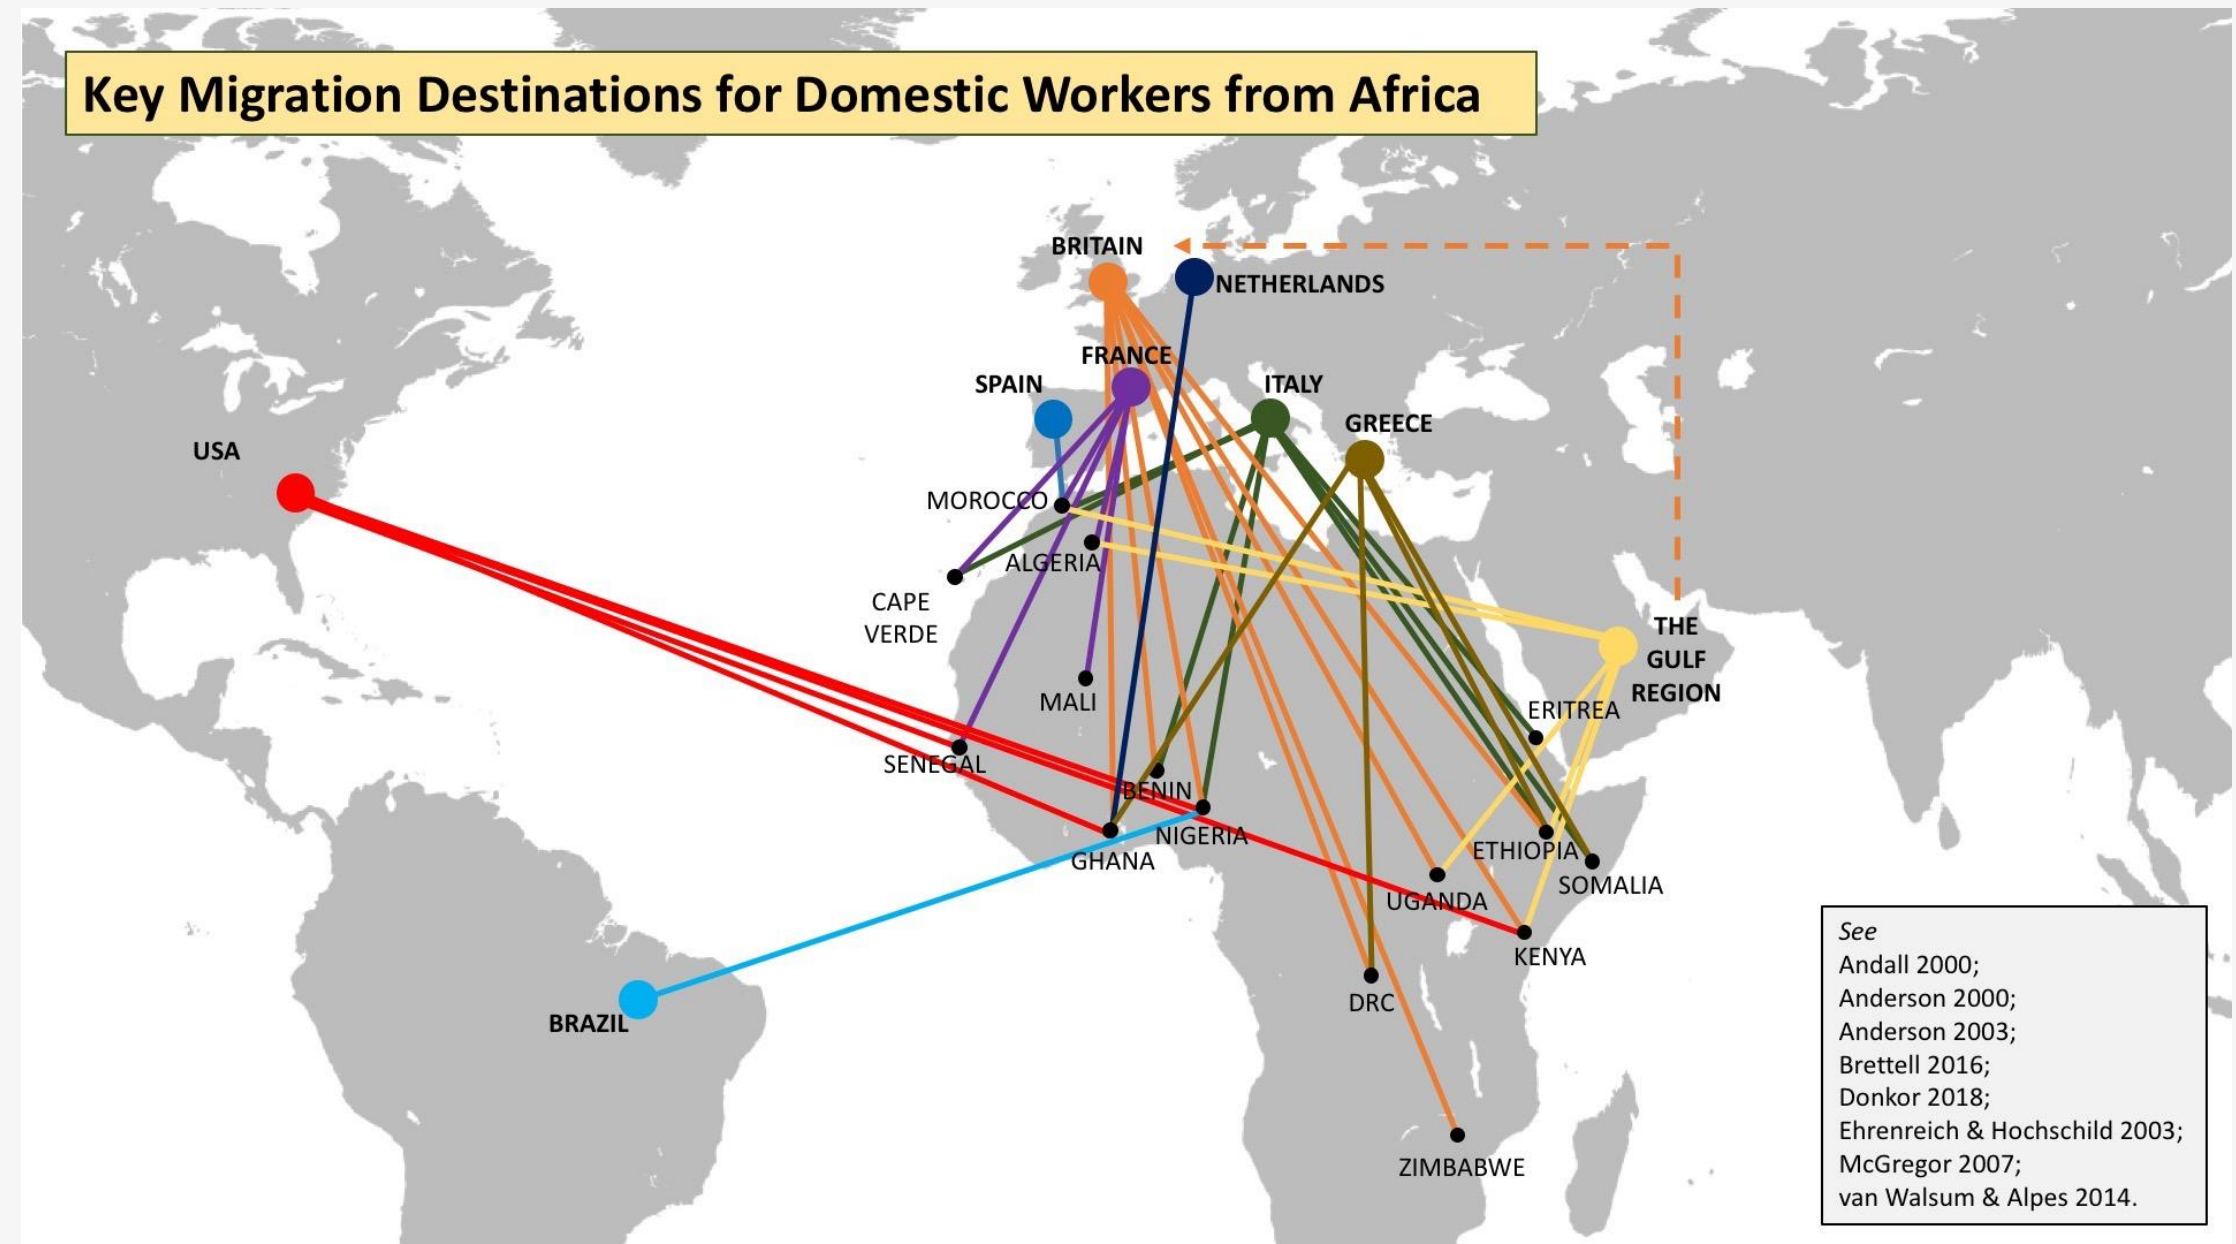 Key Migration Destinations for Domestic Workers from Africa
BRITAIN
NETHERLANDS
FRANCE
SPAIN
ITALY
GREECE
USA
MOROCCO
ALGERIA
CAPE
VERDE
THE
GULF
REGION
MALI
ERITREA
SENEGAL
BENIN
NIGERIA
GHANA
ETHIOPIA
SOMALIA
UGANDA
KENYA
DRC
BRAZIL
ZIMBABWE
See
Andall 2000;
Anderson 2000;
Anderson 2003;
Brettell 2016;
Donkor 2018;
Ehrenreich & Hochschild 2003;
McGregor 2007;
van Walsum & Alpes 2014.